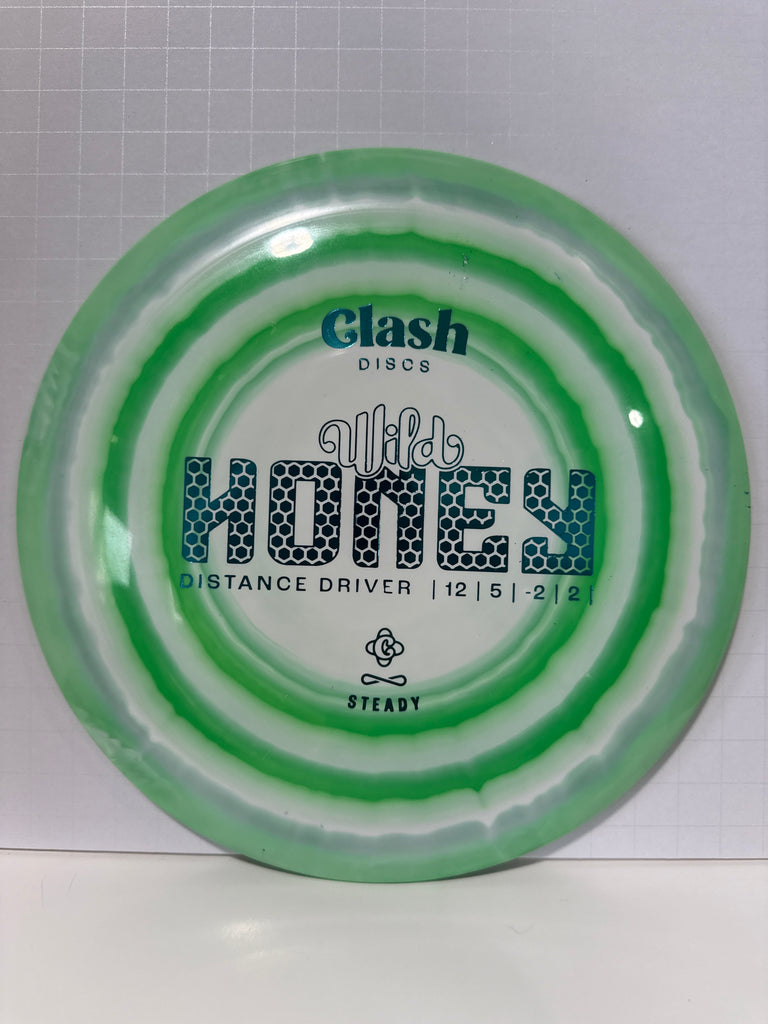 Clash
DISCS
Wild
HONEY
DISTANCE DRIVER | 12 | 5 | -2 | 2 |
C
STEADY